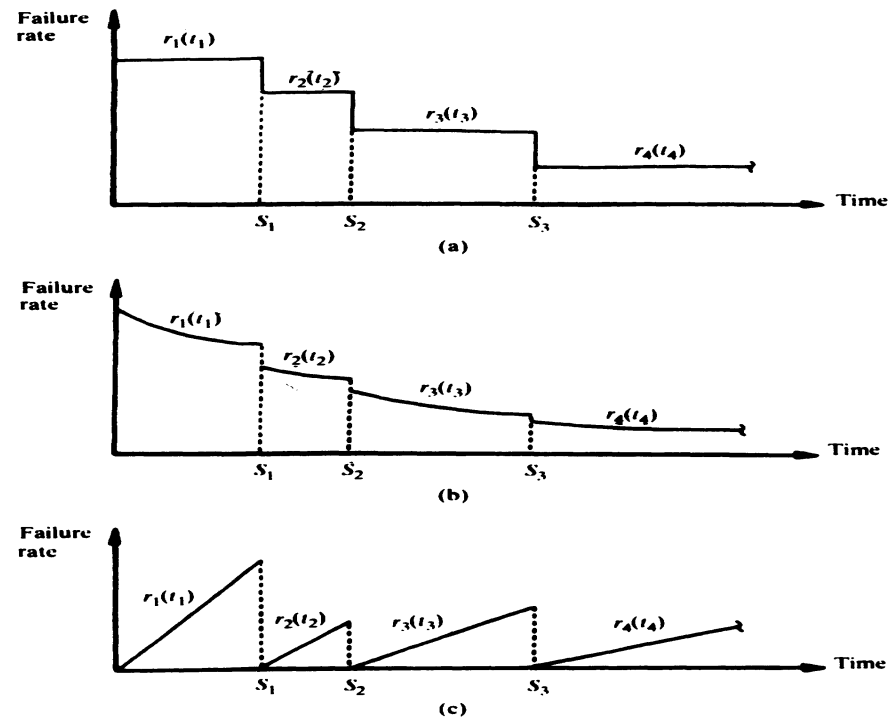 Failure
rate
r₁(t₁)
r₂(t₂)
r₃(t₃)
r₄(t₄)
Time
S₁
S₂
S₃
(a)
Failure
rate
r₁(t₁)
r₂(t₂)
r₃(t₃)
r₄(t₄)
Time
S₁
S₂
S₃
(b)
Failure
rate
r₁(t₁)
r₂(t₂)
r₃(t₃)
r₄(t₄)
Time
S₁
S₂
S₃
(c)